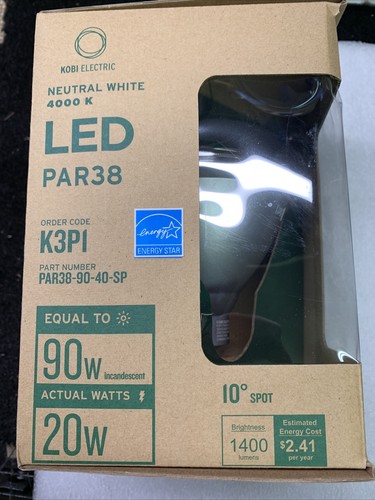 KOBI ELECTRIC
NEUTRAL WHITE
4000 K
LED
PAR38
ORDER CODE
K3P1
PART NUMBER
PAR38-90-40-SP
energy
ENERGY STAR
EQUAL TO
90W incandescent
ACTUAL WATTS
20W
10° SPOT
Brightness
1400
lumens
Estimated
Energy Cost
$2.41
per year